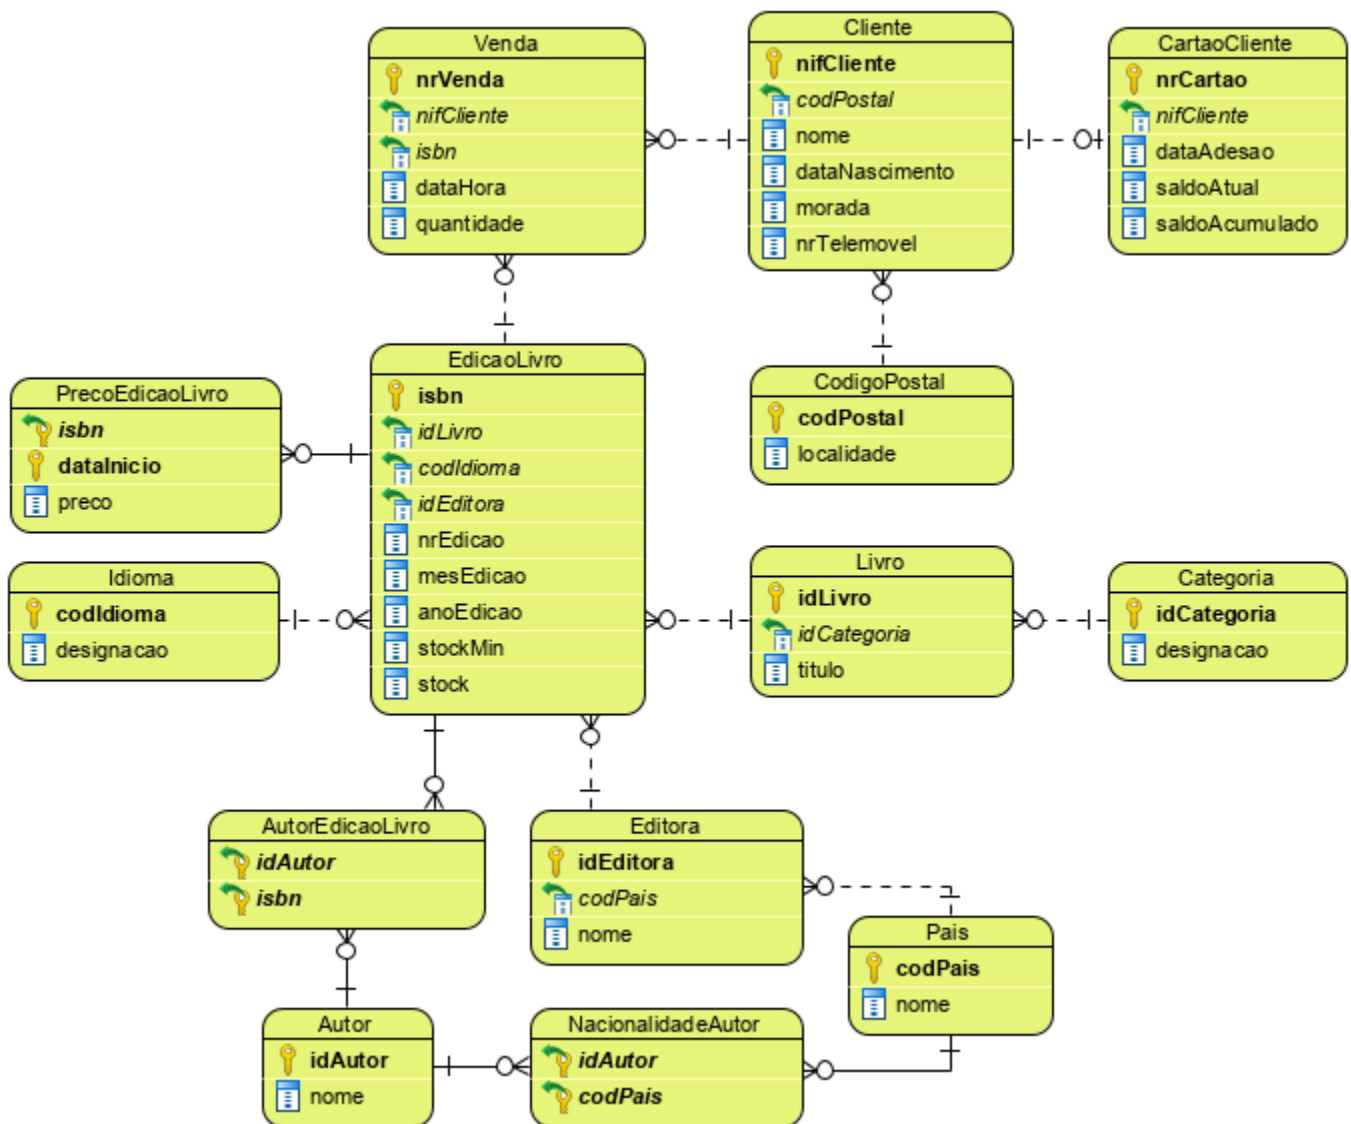 Venda
nrVenda
nifCliente
isbn
dataHora
quantidade
Cliente
nifCliente
codPostal
nome
dataNascimento
morada
nrTelemovel
CartaoCliente
nrCartao
nifCliente
dataAdesao
saldoAtual
saldoAcumulado
PrecoEdicaoLivro
isbn
dataInicio
preco
EdicaoLivro
isbn
idLivro
codIdioma
idEditora
nrEdicao
mesEdicao
anoEdicao
stockMin
stock
CodigoPostal
codPostal
localidade
Idioma
codIdioma
designacao
Livro
idLivro
idCategoria
titulo
Categoria
idCategoria
designacao
AutorEdicaoLivro
idAutor
isbn
Editora
idEditora
codPais
nome
Pais
codPais
nome
Autor
idAutor
nome
NacionalidadeAutor
idAutor
codPais